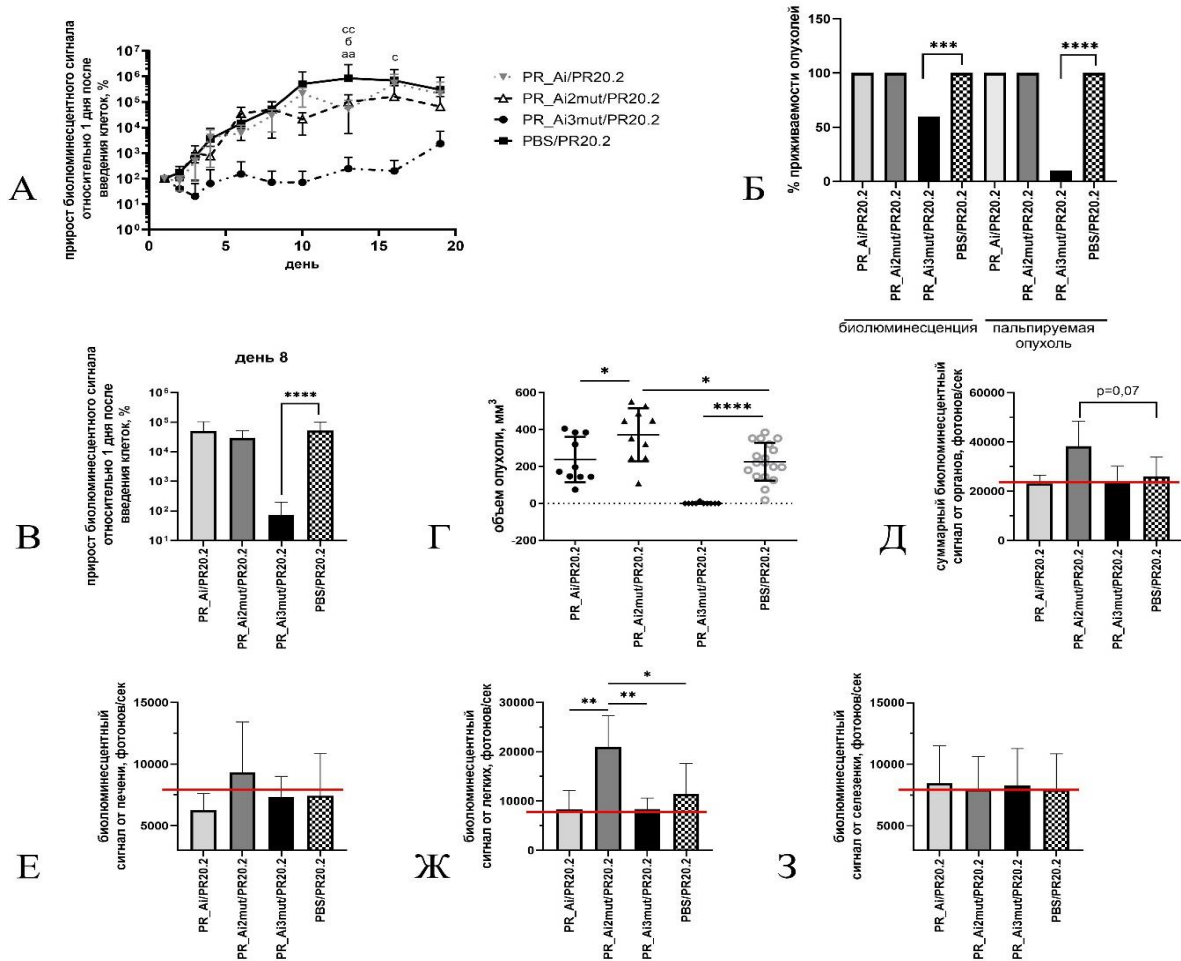 А
прирост биолюминесцентного сигнала
относительно 1 дня после
введения клеток, %
10⁷
10⁶
10⁵
10⁴
10³
10²
10¹
10⁰
сс
б
аа
с
0
5
10
15
20
день
PR_Ai/PR20.2
PR_Ai2mut/PR20.2
PR_Ai3mut/PR20.2
PBS/PR20.2
Б
% приживаемости опухолей
100
50
0
***
****
PR_Ai/PR20.2
PR_Ai2mut/PR20.2
PR_Ai3mut/PR20.2
PBS/PR20.2
PR_Ai/PR20.2
PR_Ai2mut/PR20.2
PR_Ai3mut/PR20.2
PBS/PR20.2
биолюминесценция
пальпируемая
опухоль
В
день 8
прирост биолюминесцентного сигнала
относительно 1 дня после
введения клеток, %
10⁶
10⁵
10⁴
10³
10²
10¹
****
PR_Ai/PR20.2
PR_Ai2mut/PR20.2
PR_Ai3mut/PR20.2
PBS/PR20.2
Г
объем опухоли, мм³
600
400
200
0
-200
*
*
****
PR_Ai/PR20.2
PR_Ai2mut/PR20.2
PR_Ai3mut/PR20.2
PBS/PR20.2
Д
суммарный биолюминесцентный
сигнал от органов, фотонов/сек
60000
40000
20000
0
p=0,07
PR_Ai/PR20.2
PR_Ai2mut/PR20.2
PR_Ai3mut/PR20.2
PBS/PR20.2
Е
биолюминесцентный
сигнал от печени, фотонов/сек
15000
10000
5000
PR_Ai/PR20.2
PR_Ai2mut/PR20.2
PR_Ai3mut/PR20.2
PBS/PR20.2
Ж
биолюминесцентный
сигнал от легких, фотонов/сек
30000
20000
10000
0
**
**
*
PR_Ai/PR20.2
PR_Ai2mut/PR20.2
PR_Ai3mut/PR20.2
PBS/PR20.2
З
биолюминесцентный
сигнал от селезенки, фотонов/сек
15000
10000
5000
PR_Ai/PR20.2
PR_Ai2mut/PR20.2
PR_Ai3mut/PR20.2
PBS/PR20.2